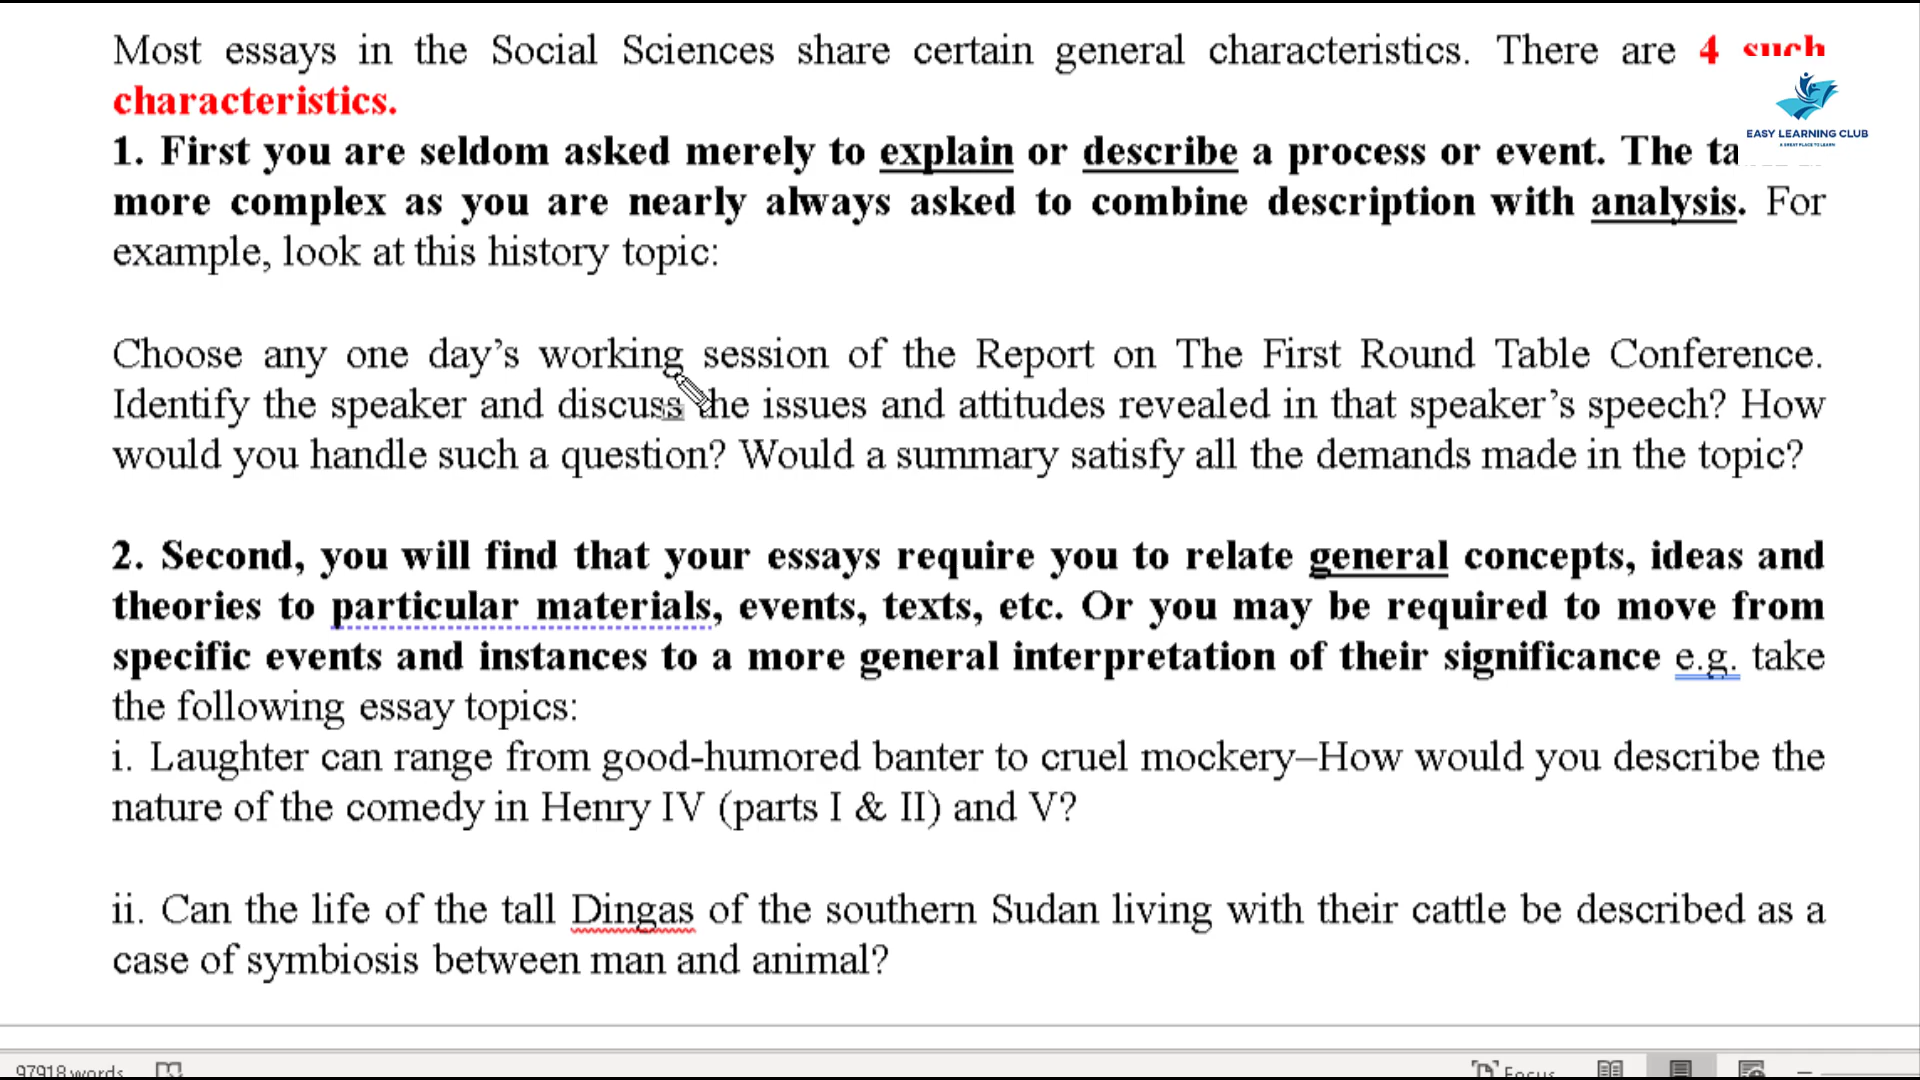 Most essays in the Social Sciences share certain general characteristics. There are 4 such
characteristics.
EASY LEARNING CLUB
A GREAT PLACE TO LEARN
1. First you are seldom asked merely to explain or describe a process or event. The
more complex as you are nearly always asked to combine description with analysis. For
example, look at this history topic:
Choose any one day's working session of the Report on The First Round Table Conference.
Identify the speaker and discuss the issues and attitudes revealed in that speaker's speech? How
would you handle such a question? Would a summary satisfy all the demands made in the topic?
2. Second, you will find that your essays require you to relate general concepts, ideas and
theories to particular materials, events, texts, etc. Or you may be required to move from
specific events and instances to a more general interpretation of their significance e.g. take
the following essay topics:
i. Laughter can range from good-humored banter to cruel mockery–How would you describe the
nature of the comedy in Henry IV (parts I & II) and V?
ii. Can the life of the tall Dingas of the southern Sudan living with their cattle be described as a
case of symbiosis between man and animal?
97918 words
Focus